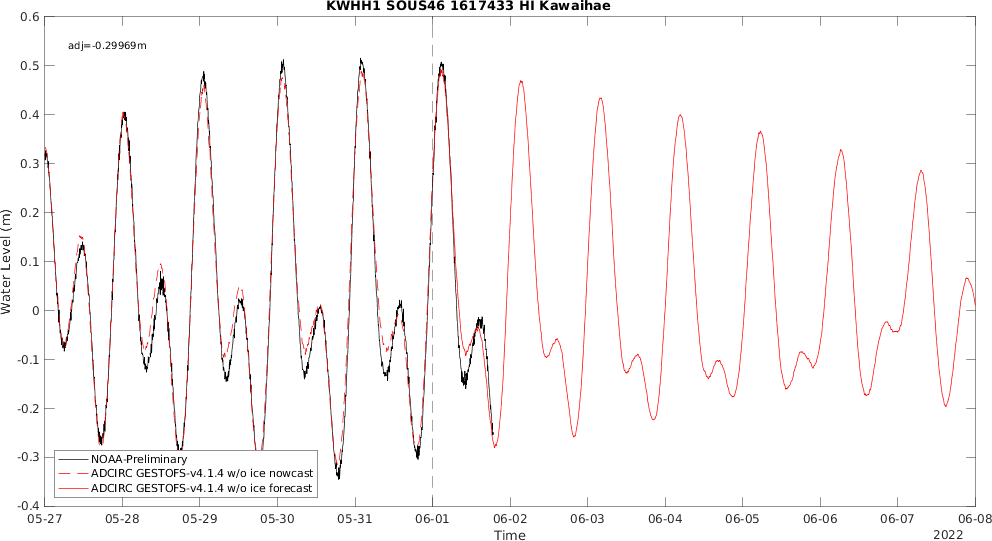 KWHH1 SOUS46 1617433 HI Kawaihae
adj=-0.29969m
Water Level (m)
0.6
0.5
0.4
0.3
0.2
0.1
0
-0.1
-0.2
-0.3
-0.4
NOAA-Preliminary
ADCIRC GESTOFS-v4.1.4 w/o ice nowcast
ADCIRC GESTOFS-v4.1.4 w/o ice forecast
05-27 05-28 05-29 05-30 05-31 06-01 06-02 06-03 06-04 06-05 06-06 06-07 06-08
Time
2022